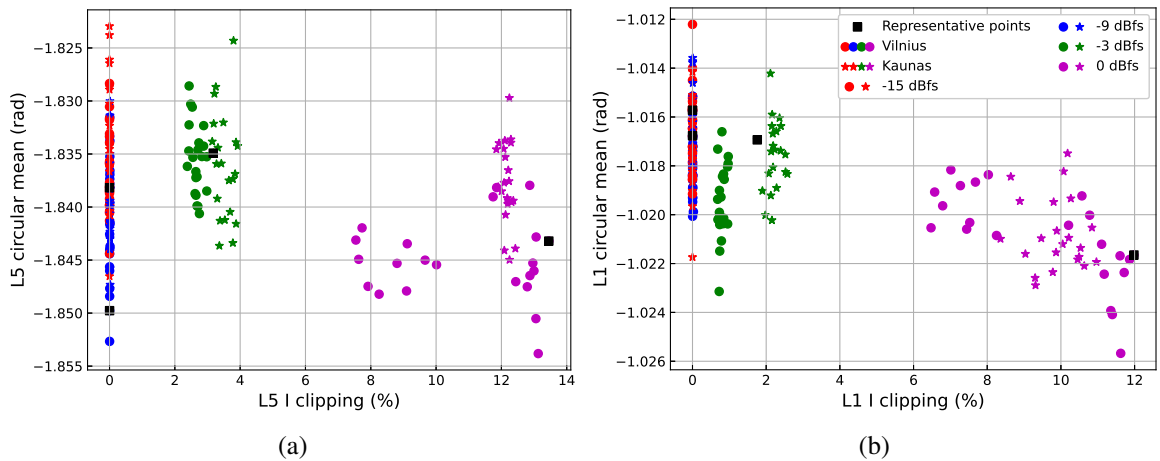 −1.825
−1.830
−1.835
−1.840
−1.845
−1.850
−1.855
L5 circular mean (rad)
0 2 4 6 8 10 12 14
L5 I clipping (%)
(a)
−1.012
−1.014
−1.016
−1.018
−1.020
−1.022
−1.024
−1.026
L1 circular mean (rad)
Representative points
Vilnius
Kaunas
-15 dBfs
-9 dBfs
-3 dBfs
0 dBfs
0 2 4 6 8 10 12
L1 I clipping (%)
(b)